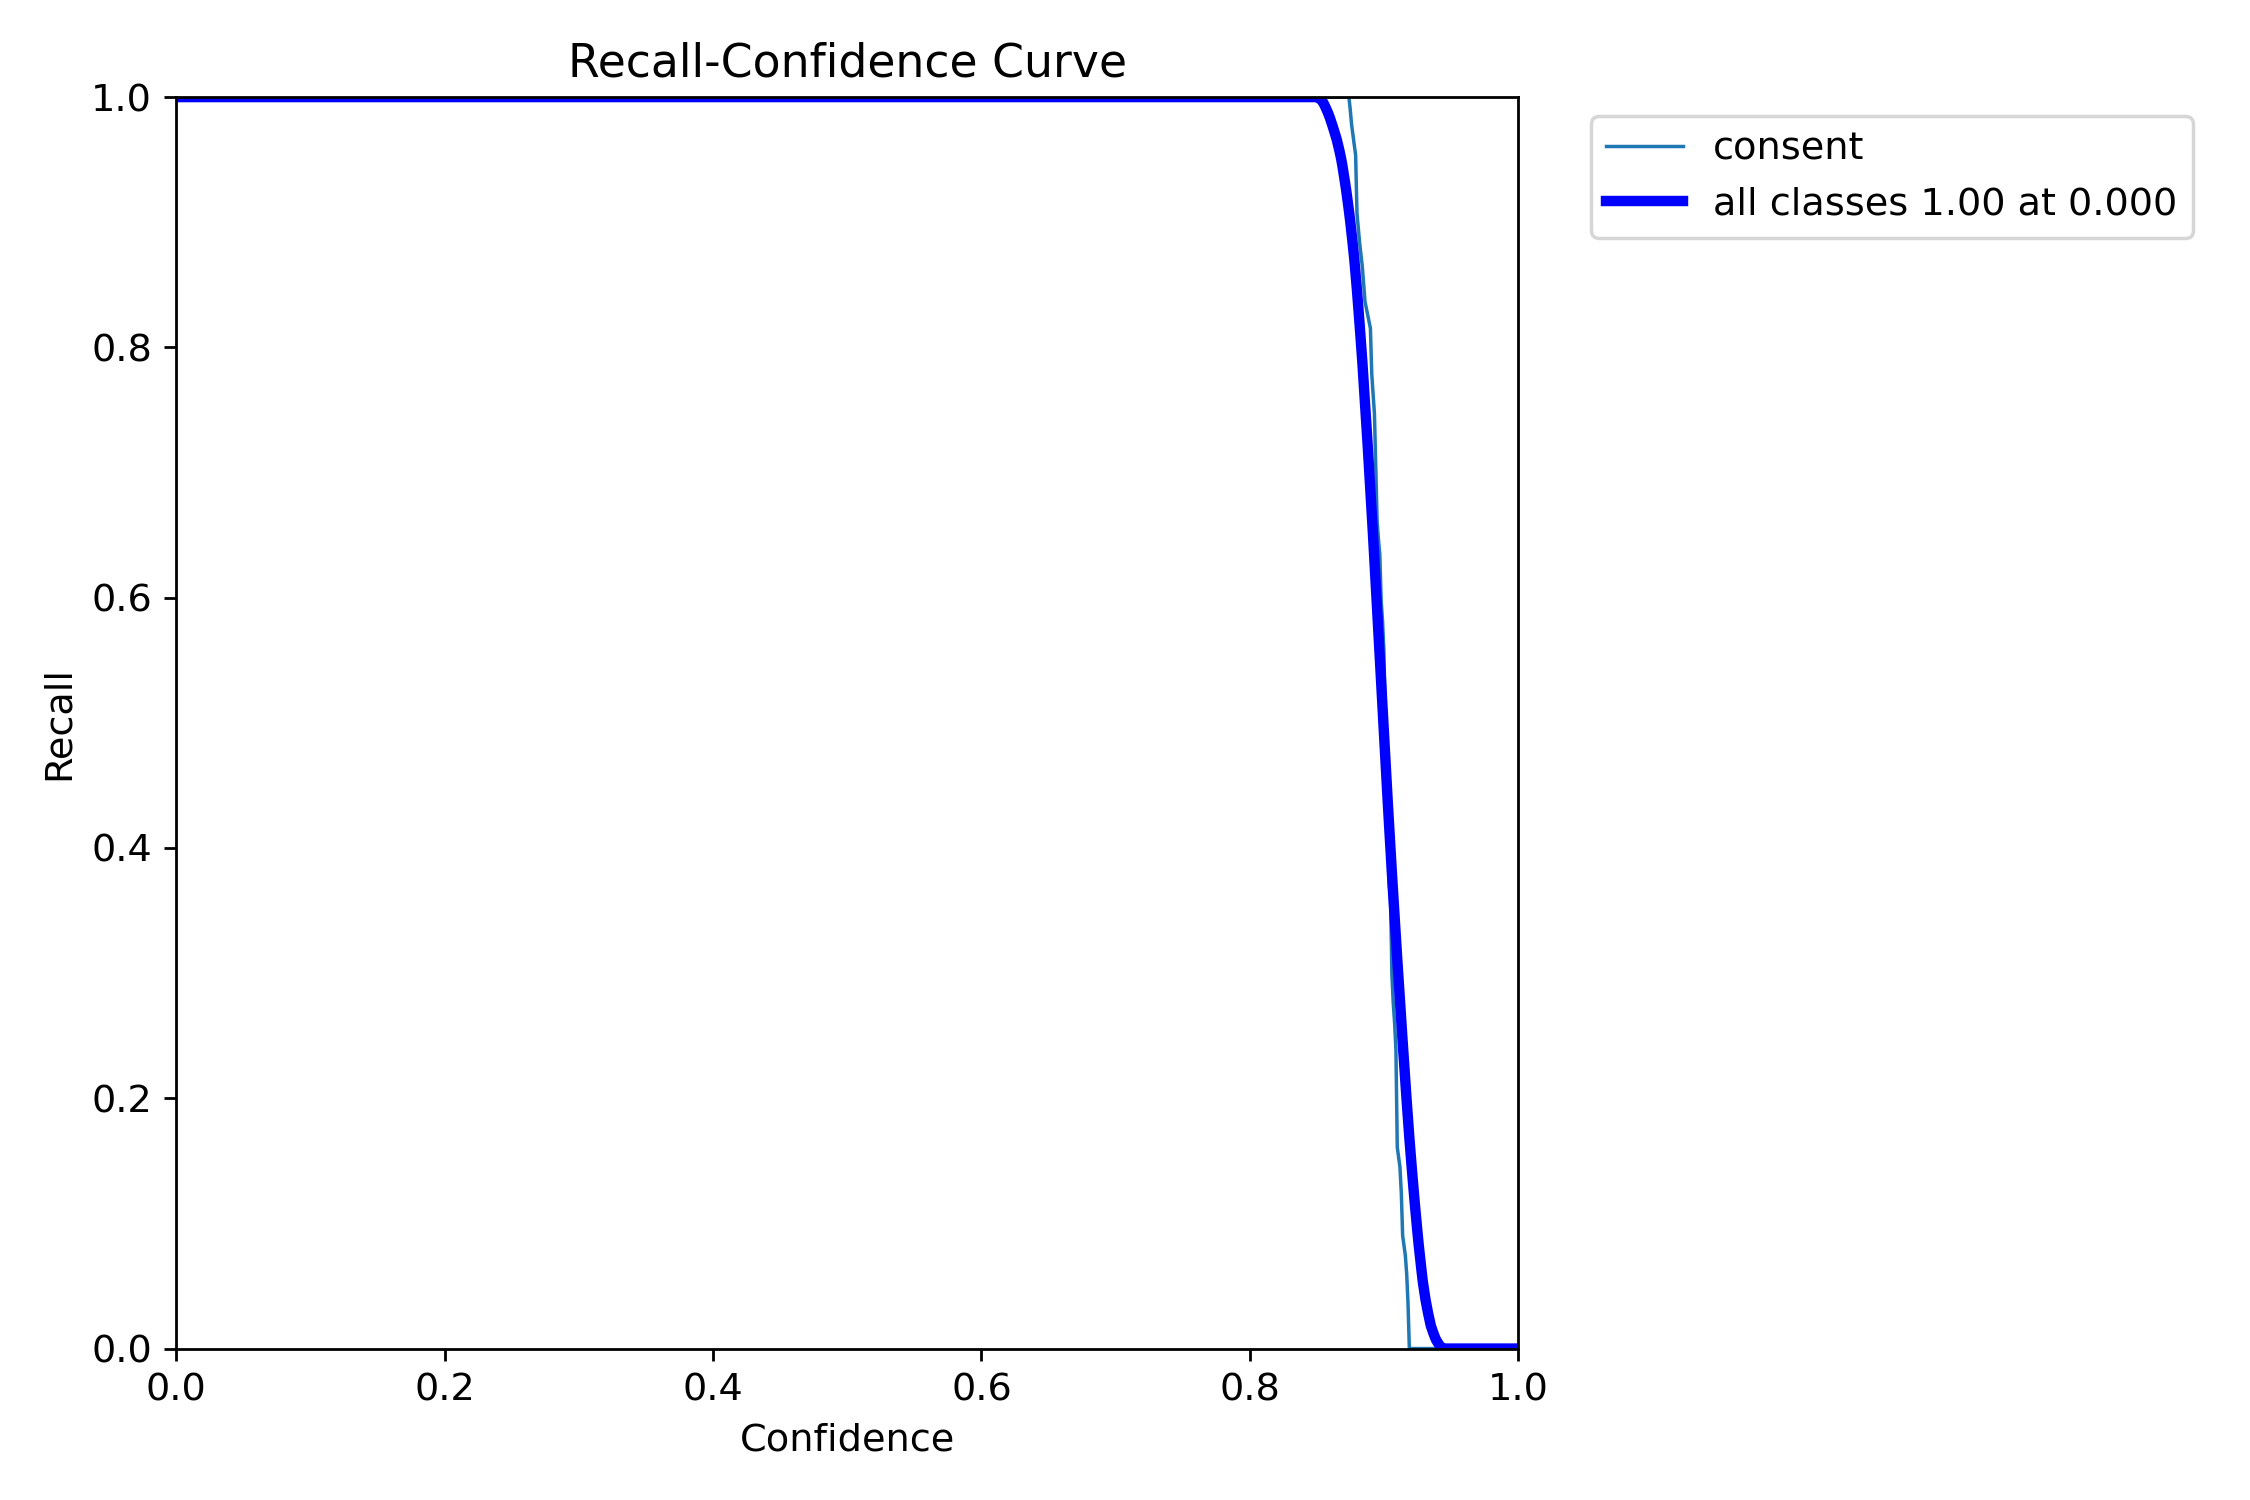 Recall-Confidence Curve
consent
all classes 1.00 at 0.000
Recall
1.0
0.8
0.6
0.4
0.2
0.0
0.0 0.2 0.4 0.6 0.8 1.0
Confidence